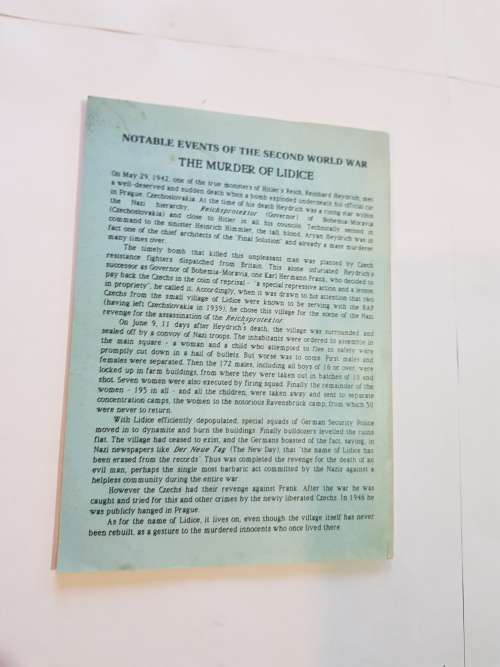 NOTABLE EVENTS OF THE SECOND WORLD WAR
THE MURDER OF LIDICE
On May 29, 1942, one of the true monsters of Hitler's Reich, Reinhard Heydrich, met
a well-deserved and sudden death when a bomb exploded underneath his official car
in Prague, Czechoslovakia. At the time of his death Heydrich was a rising star within
the Nazi hierarchy, Reichsprotektor (Governor) of Bohemia-Moravia
(Czechoslovakia) and close to Hitler in all his councils. Technically second in
command to the sinister Heinrich Himmler, the tall, blond, Aryan Heydrich was in
fact one of the chief architects of the "Final Solution" and already a mass murderer
many times over.
The timely bomb that killed this unpleasant man was planted by Czech
resistance fighters dispatched from Britain. This alone infuriated Heydrich's
successor as Governor of Bohemia-Moravia, one Karl Hermann Frank, who decided to
pay back the Czechs in the coin of reprisal - "a special repressive action and a lesson
in propriety", he called it. Accordingly, when it was drawn to his attention that two
Czechs from the small village of Lidice were known to be serving with the RAF
(having left Czechoslovakia in 1939), he chose this village for the scene of the Nazi
revenge for the assassination of the Reichsprotektor.
On June 9, 11 days after Heydrich's death, the village was surrounded and
sealed off by a convoy of Nazi troops. The inhabitants were ordered to assemble in
the main square - a woman and a child who attempted to flee to safety were
promptly cut down in a hail of bullets. But worse was to come. First males and
females were separated. Then the 172 males, including all boys of 16 or over, were
locked up in farm buildings, from where they were taken out in batches of 10 and
shot. Seven women were also executed by firing squad. Finally the remainder of the
women - 195 in all - and all the children, were taken away and sent to separate
concentration camps, the women to the notorious Ravensbruck camp, from which 50
were never to return.
With Lidice efficiently depopulated, special squads of German Security Police
moved in to dynamite and burn the buildings. Finally bulldozers levelled the ruins
flat. The village had ceased to exist, and the Germans boasted of the fact, saying, in
Nazi newspapers like Der Neue Tag (The New Day), that "the name of Lidice has
been erased from the records". Thus was completed the revenge for the death of an
evil man, perhaps the single most barbaric act committed by the Nazis against a
helpless community during the entire war.
However the Czechs had their revenge against Frank. After the war he was
caught and tried for this and other crimes by the newly liberated Czechs. In 1946 he
was publicly hanged in Prague.
As for the name of Lidice, it lives on, even though the village itself has never
been rebuilt, as a gesture to the murdered innocents who once lived there.